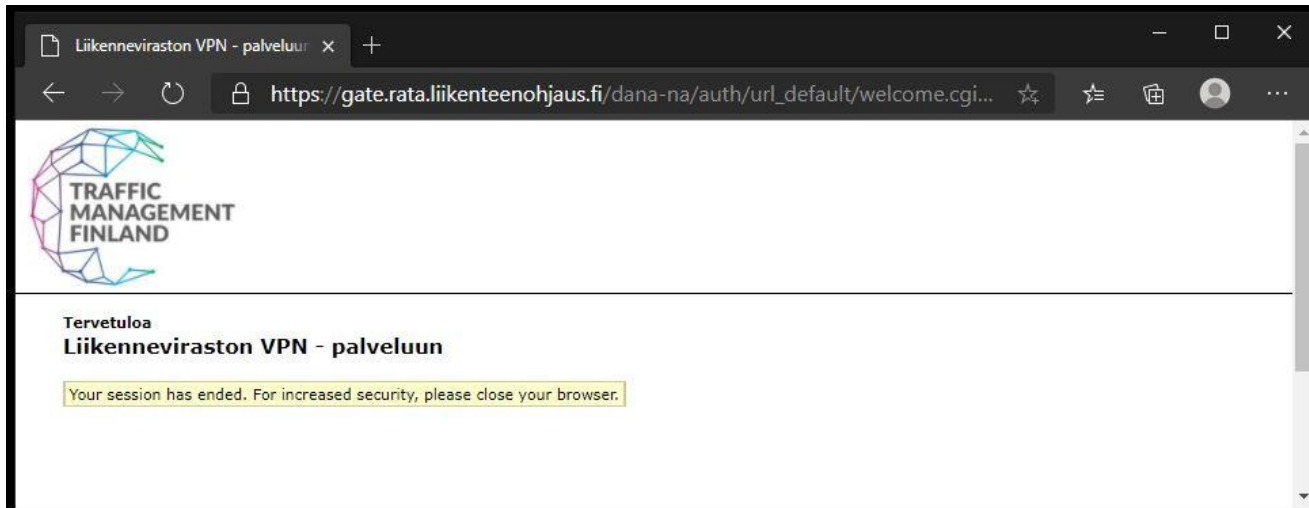 Liikenneviraston VPN - palveluun
https://gate.rata.liikenteenohjaus.fi/dana-na/auth/url_default/welcome.cgi...
TRAFFIC
MANAGEMENT
FINLAND
Tervetuloa
Liikenneviraston VPN - palveluun
Your session has ended. For increased security, please close your browser.